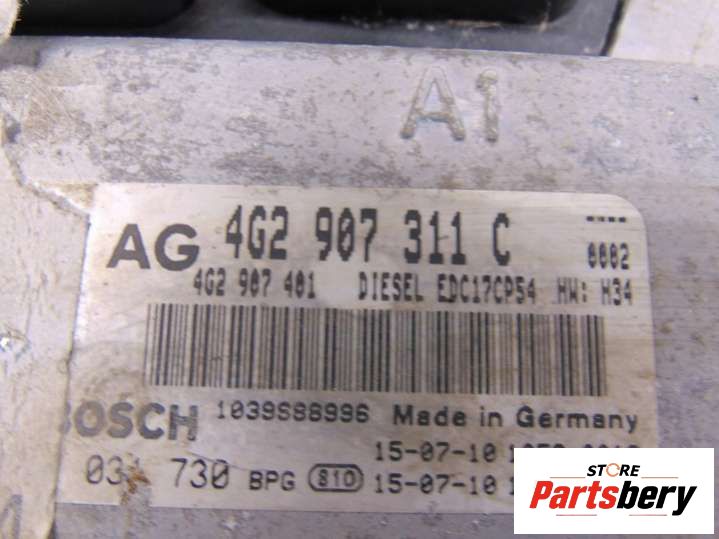 A1
AG 4G2 907 311 C
0002
4G2 907 401 DIESEL EDC17CP54 HW: H34
BOSCH 1039S88996 Made in Germany
15-07-10
730 BPG 810 15-07-10
STORE
Partsbery